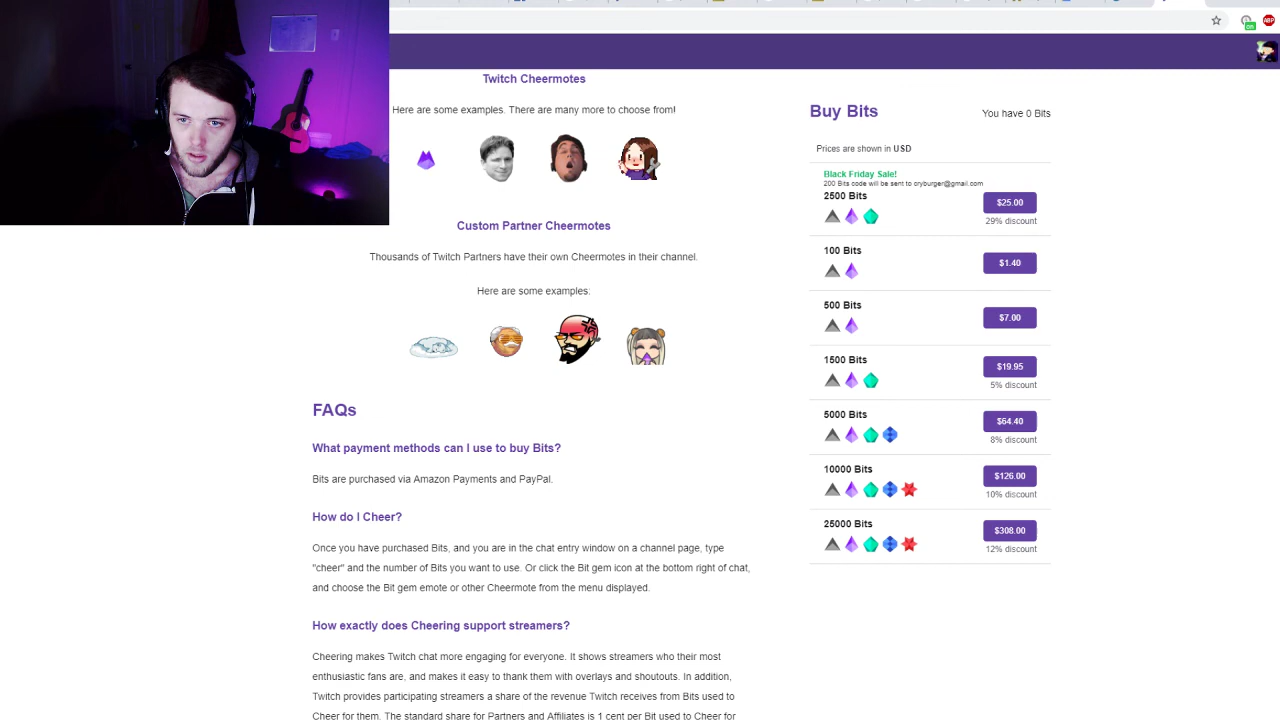 Twitch Cheermotes
Here are some examples. There are many more to choose from!
Custom Partner Cheermotes
Thousands of Twitch Partners have their own Cheermotes in their channel.
Here are some examples:
FAQs
What payment methods can I use to buy Bits?
Bits are purchased via Amazon Payments and PayPal.
How do I Cheer?
Once you have purchased Bits, and you are in the chat entry window on a channel page, type
"cheer" and the number of Bits you want to use. Or click the Bit gem icon at the bottom right of chat,
and choose the Bit gem emote or other Cheermote from the menu displayed.
How exactly does Cheering support streamers?
Cheering makes Twitch chat more engaging for everyone. It shows streamers who their most
enthusiastic fans are, and makes it easy to thank them with overlays and shoutouts. In addition,
Twitch provides participating streamers a share of the revenue Twitch receives from Bits used to
Cheer for them. The standard share for Partners and Affiliates is 1 cent per Bit used to Cheer for
Buy Bits
You have 0 Bits
Prices are shown in USD
Black Friday Sale!
200 Bits code will be sent to cryburger@gmail.com
2500 Bits
$25.00
29% discount
100 Bits
$1.40
500 Bits
$7.00
1500 Bits
$19.95
5% discount
5000 Bits
$64.40
8% discount
10000 Bits
$126.00
10% discount
25000 Bits
$308.00
12% discount
ABP